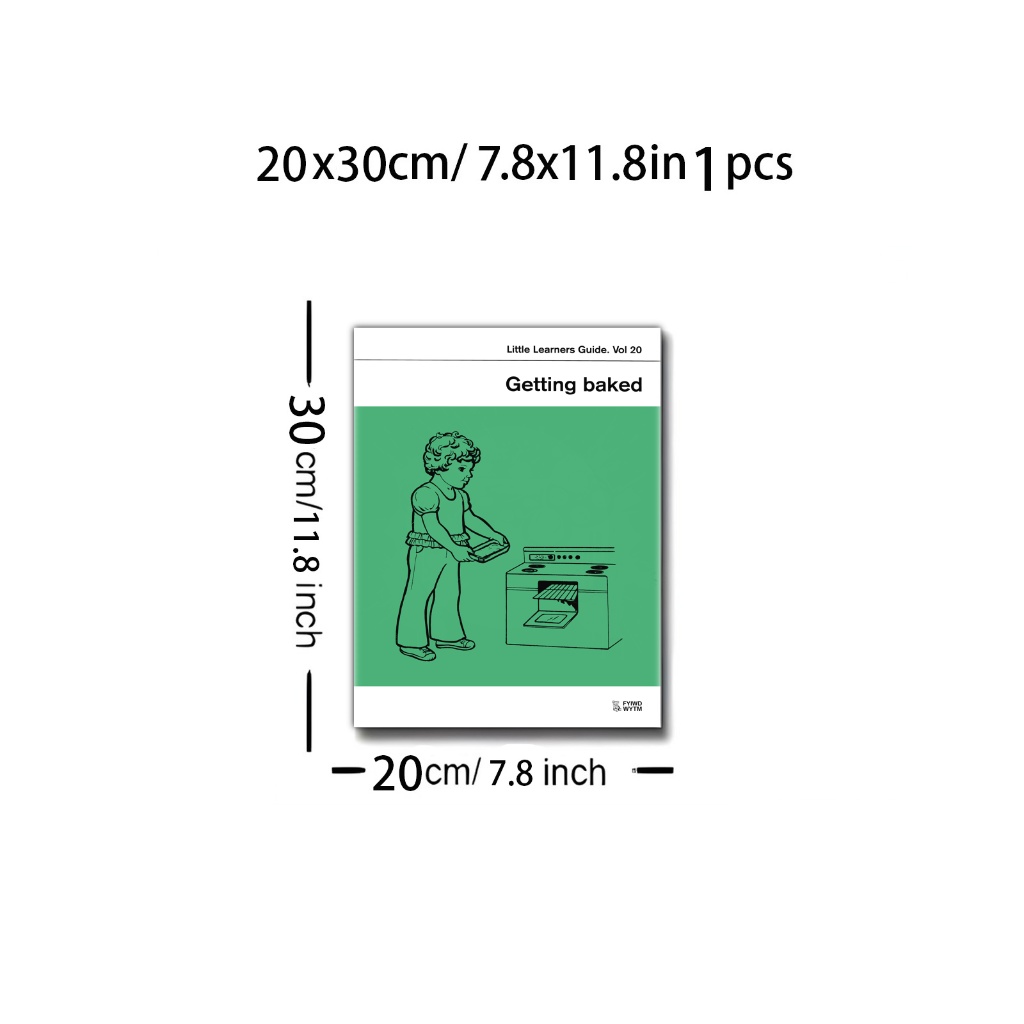 20x30cm/ 7.8x11.8in 1 pcs
Little Learners Guide. Vol 20
Getting baked
30cm/11.8 inch
FYIWD
WYTM
20cm/ 7.8 inch